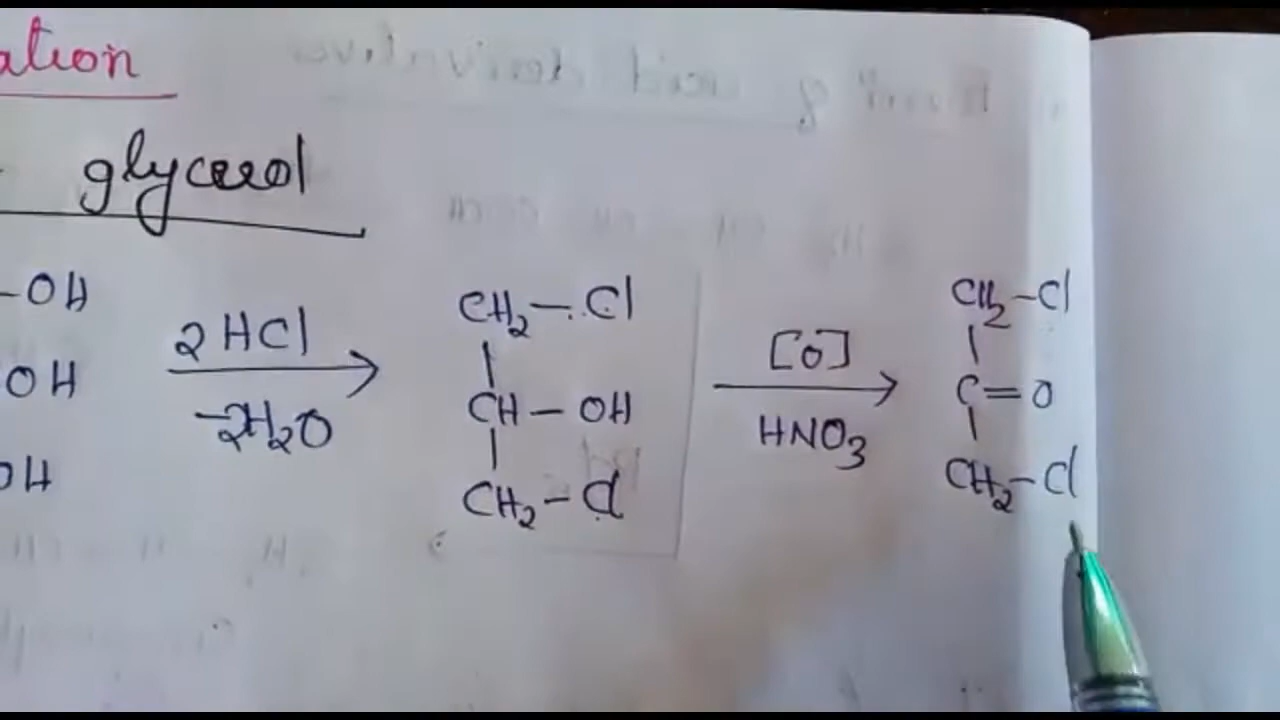 ation
glycerol
-OH
OH
OH
2HCl
-2H2O
CH2-Cl
CH-OH
CH2-Cl
[O]
HNO3
CH2-Cl
C=O
CH2-Cl